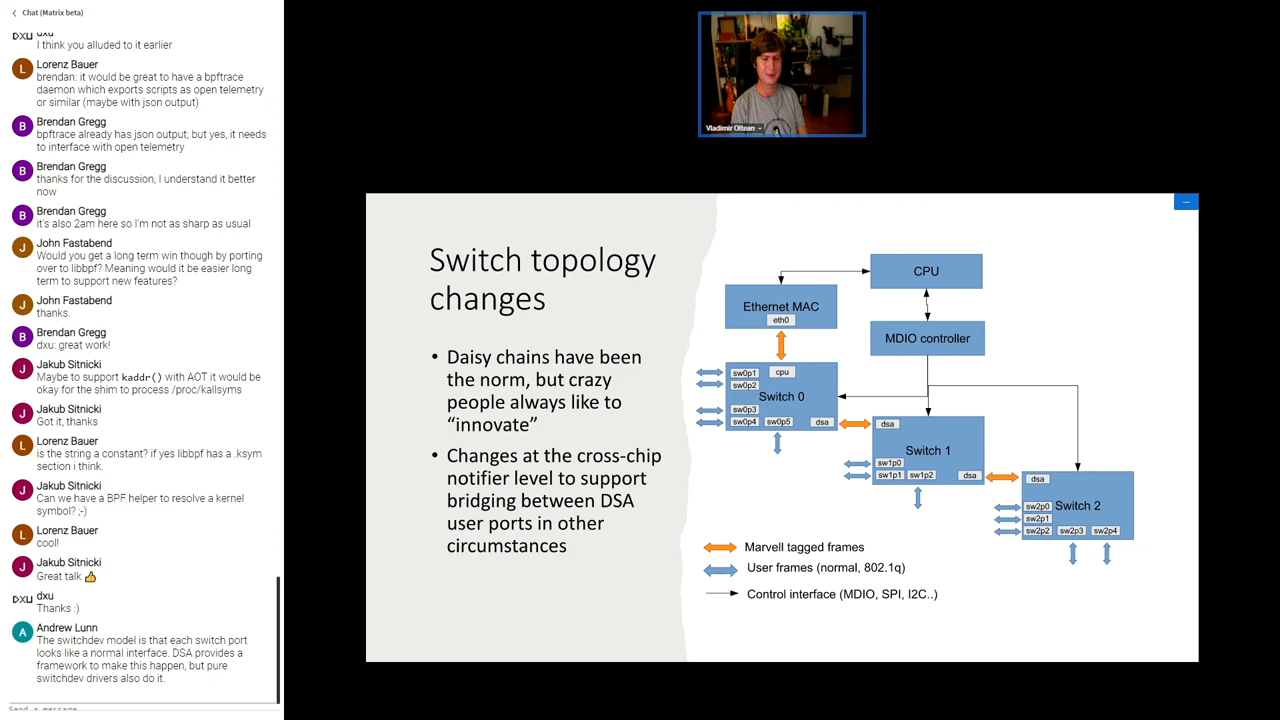 Chat (Matrix beta)
DXU dxu
I think you alluded to it earlier
L Lorenz Bauer
brendan: it would be great to have a bpftrace
daemon which exports scripts as open telemetry
or similar (maybe with json output)
B Brendan Gregg
bpftrace already has json output; but yes, it needs
to interface with open telemetry
B Brendan Gregg
thanks for the discussion, I understand it better
now
B Brendan Gregg
it's also 2am here so I'm not as sharp as usual
J John Fastabend
Would you get a long term win though by porting
over to libbpf? Meaning would it be easier long
term to support new features?
J John Fastabend
thanks.
B Brendan Gregg
dxu: great work!
J Jakub Sitnicki
Maybe to support kaddr() with AOT it would be
okay for the shim to process /proc/kallsyms
J Jakub Sitnicki
Got it, thanks
L Lorenz Bauer
is the string a constant? if yes libbpf has a .ksym
section i think.
J Jakub Sitnicki
Can we have a BPF helper to resolve a kernel
symbol? ;-)
L Lorenz Bauer
cool!
J Jakub Sitnicki
Great talk 👍
DXU dxu
Thanks :)
A Andrew Lunn
The switchdev model is that each switch port
looks like a normal interface. DSA provides a
framework to make this happen, but pure
switchdev drivers also do it.
Send a message
Vladimir Oltean
Switch topology
changes
• Daisy chains have been
the norm, but crazy
people always like to
“innovate”
• Changes at the cross-chip
notifier level to support
bridging between DSA
user ports in other
circumstances
CPU
Ethernet MAC
eth0
MDIO controller
sw0p1 cpu
sw0p2
Switch 0
sw0p3
sw0p4 sw0p5 dsa
dsa
Switch 1
sw1p0
sw1p1 sw1p2 dsa
dsa
Switch 2
sw2p0
sw2p1
sw2p2 sw2p3 sw2p4
Marvell tagged frames
User frames (normal, 802.1q)
Control interface (MDIO, SPI, I2C..)